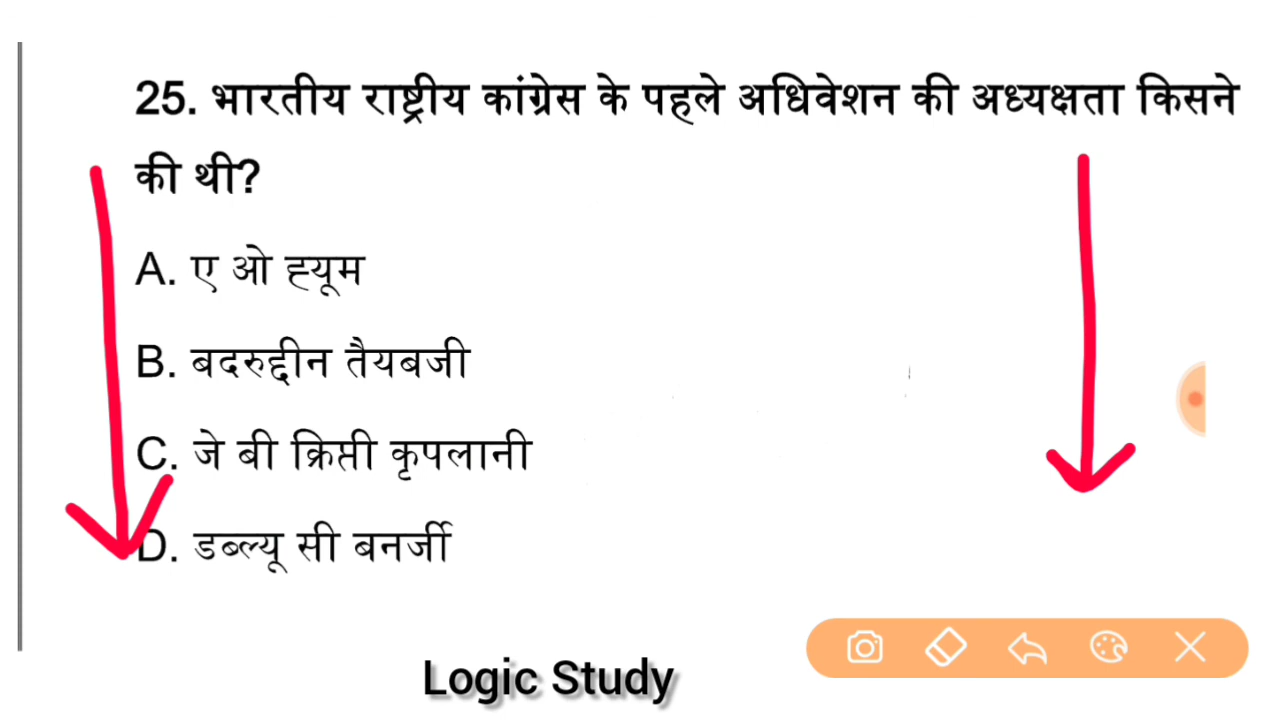 25. भारतीय राष्ट्रीय कांग्रेस के पहले अधिवेशन की अध्यक्षता किसने
की थी?
A. ए ओ ह्यूम
B. बदरुद्दीन तैयबजी
C. जे बी क्रिप्ती कृपलानी
D. डब्ल्यू सी बनर्जी
Logic Study